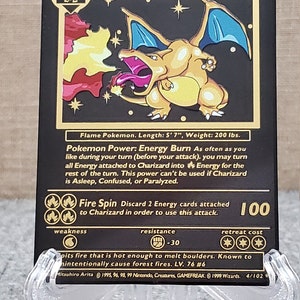 Flame Pokemon. Length: 5' 7", Weight: 200 lbs.
Pokemon Power: Energy Burn As often as you
like during your turn (before your attack), you may turn
all Energy attached to Charizard into Energy for
the rest of the turn. This power can't be used if Charizard
is Asleep, Confused, or Paralyzed.
Fire Spin Discard 2 Energy cards attached
to Charizard in order to use this attack. 100
weakness resistance retreat cost
-30
pits fire that is hot enough to melt boulders. Known to
nintentionally cause forest fires. LV. 76 #6
Mitsuhiro Arita © 1995, 96, 98, 99 Nintendo, Creatures, GAMEFREAK. © 1999 Wizards. 4/102